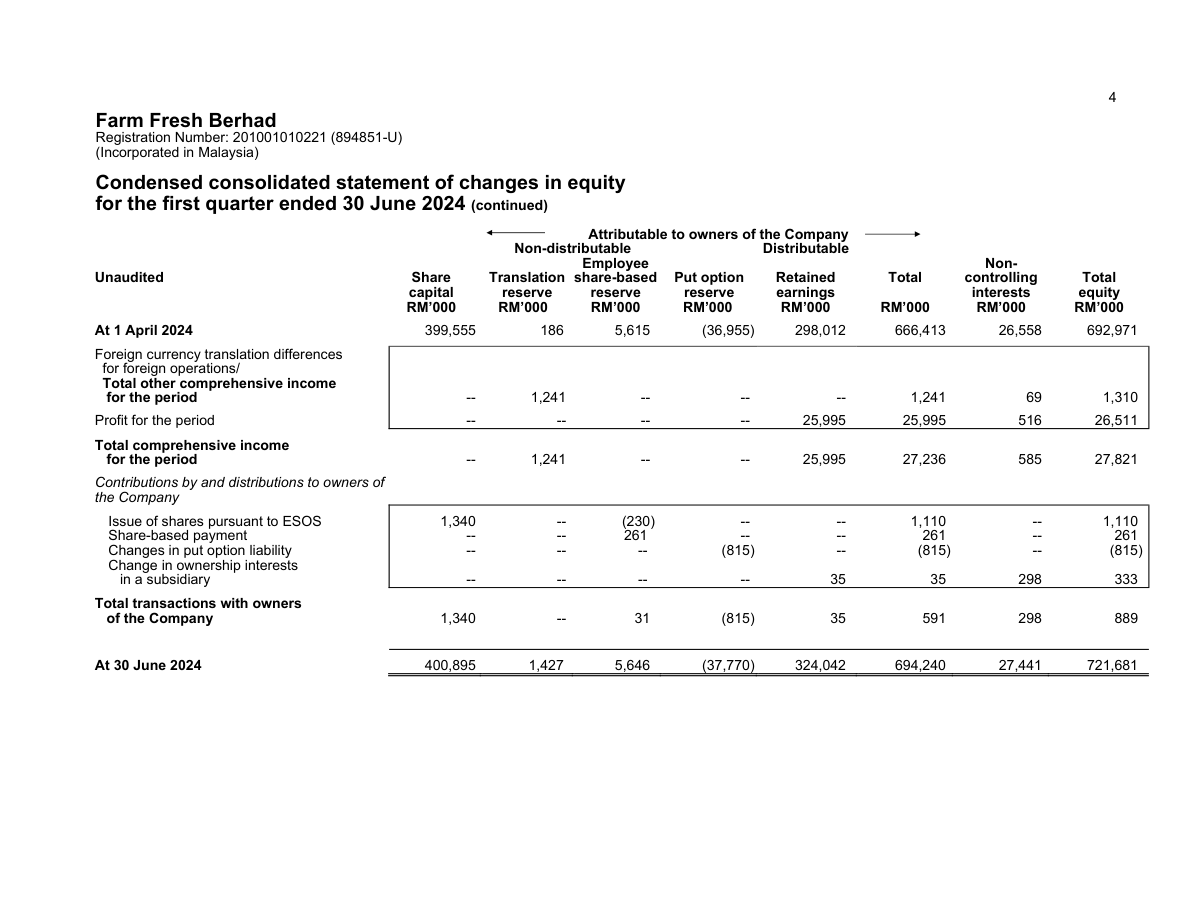 4
Farm Fresh Berhad
Registration Number: 201001010221 (894851-U)
(Incorporated in Malaysia)
Condensed consolidated statement of changes in equity
for the first quarter ended 30 June 2024 (continued)
Attributable to owners of the Company
Non-distributable Distributable
Employee Non-
Unaudited Share Translation share-based Put option Retained Total controlling Total
capital reserve reserve reserve earnings interests equity
RM’000 RM’000 RM’000 RM’000 RM’000 RM’000 RM’000 RM’000
At 1 April 2024 399,555 186 5,615 (36,955) 298,012 666,413 26,558 692,971
Foreign currency translation differences
for foreign operations/
Total other comprehensive income
for the period -- 1,241 -- -- -- 1,241 69 1,310
Profit for the period -- -- -- -- 25,995 25,995 516 26,511
Total comprehensive income
for the period -- 1,241 -- -- 25,995 27,236 585 27,821
Contributions by and distributions to owners of
the Company
Issue of shares pursuant to ESOS 1,340 -- (230) -- -- 1,110 -- 1,110
Share-based payment -- -- 261 -- -- 261 -- 261
Changes in put option liability -- -- -- (815) -- (815) -- (815)
Change in ownership interests
in a subsidiary -- -- -- -- 35 35 298 333
Total transactions with owners
of the Company 1,340 -- 31 (815) 35 591 298 889
At 30 June 2024 400,895 1,427 5,646 (37,770) 324,042 694,240 27,441 721,681